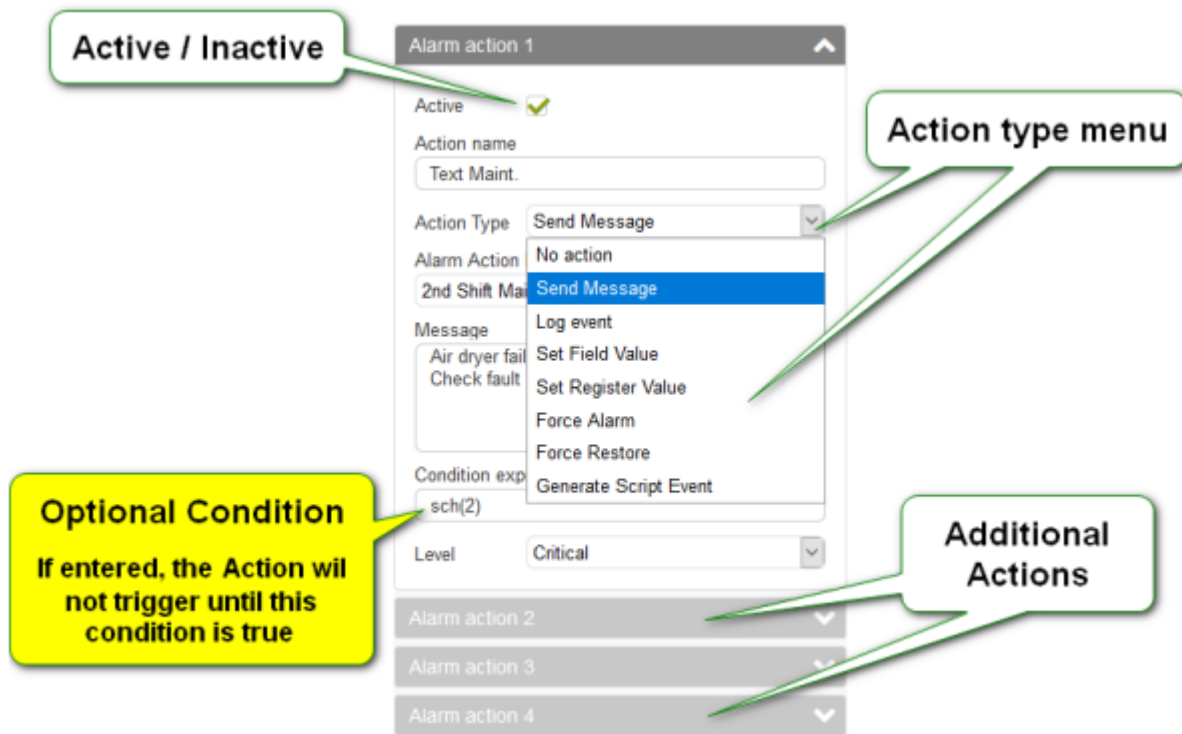 Active / Inactive
Alarm action 1
Active
Action type menu
Action name
Text Maint.
Action Type
Send Message
No action
Send Message
Log event
Set Field Value
Set Register Value
Force Alarm
Force Restore
Generate Script Event
Alarm Action
2nd Shift Mai
Message
Air dryer fail
Check fault
Condition exp
sch(2)
Level
Critical
Optional Condition
If entered, the Action wil
not trigger until this
condition is true
Additional
Actions
Alarm action 2
Alarm action 3
Alarm action 4